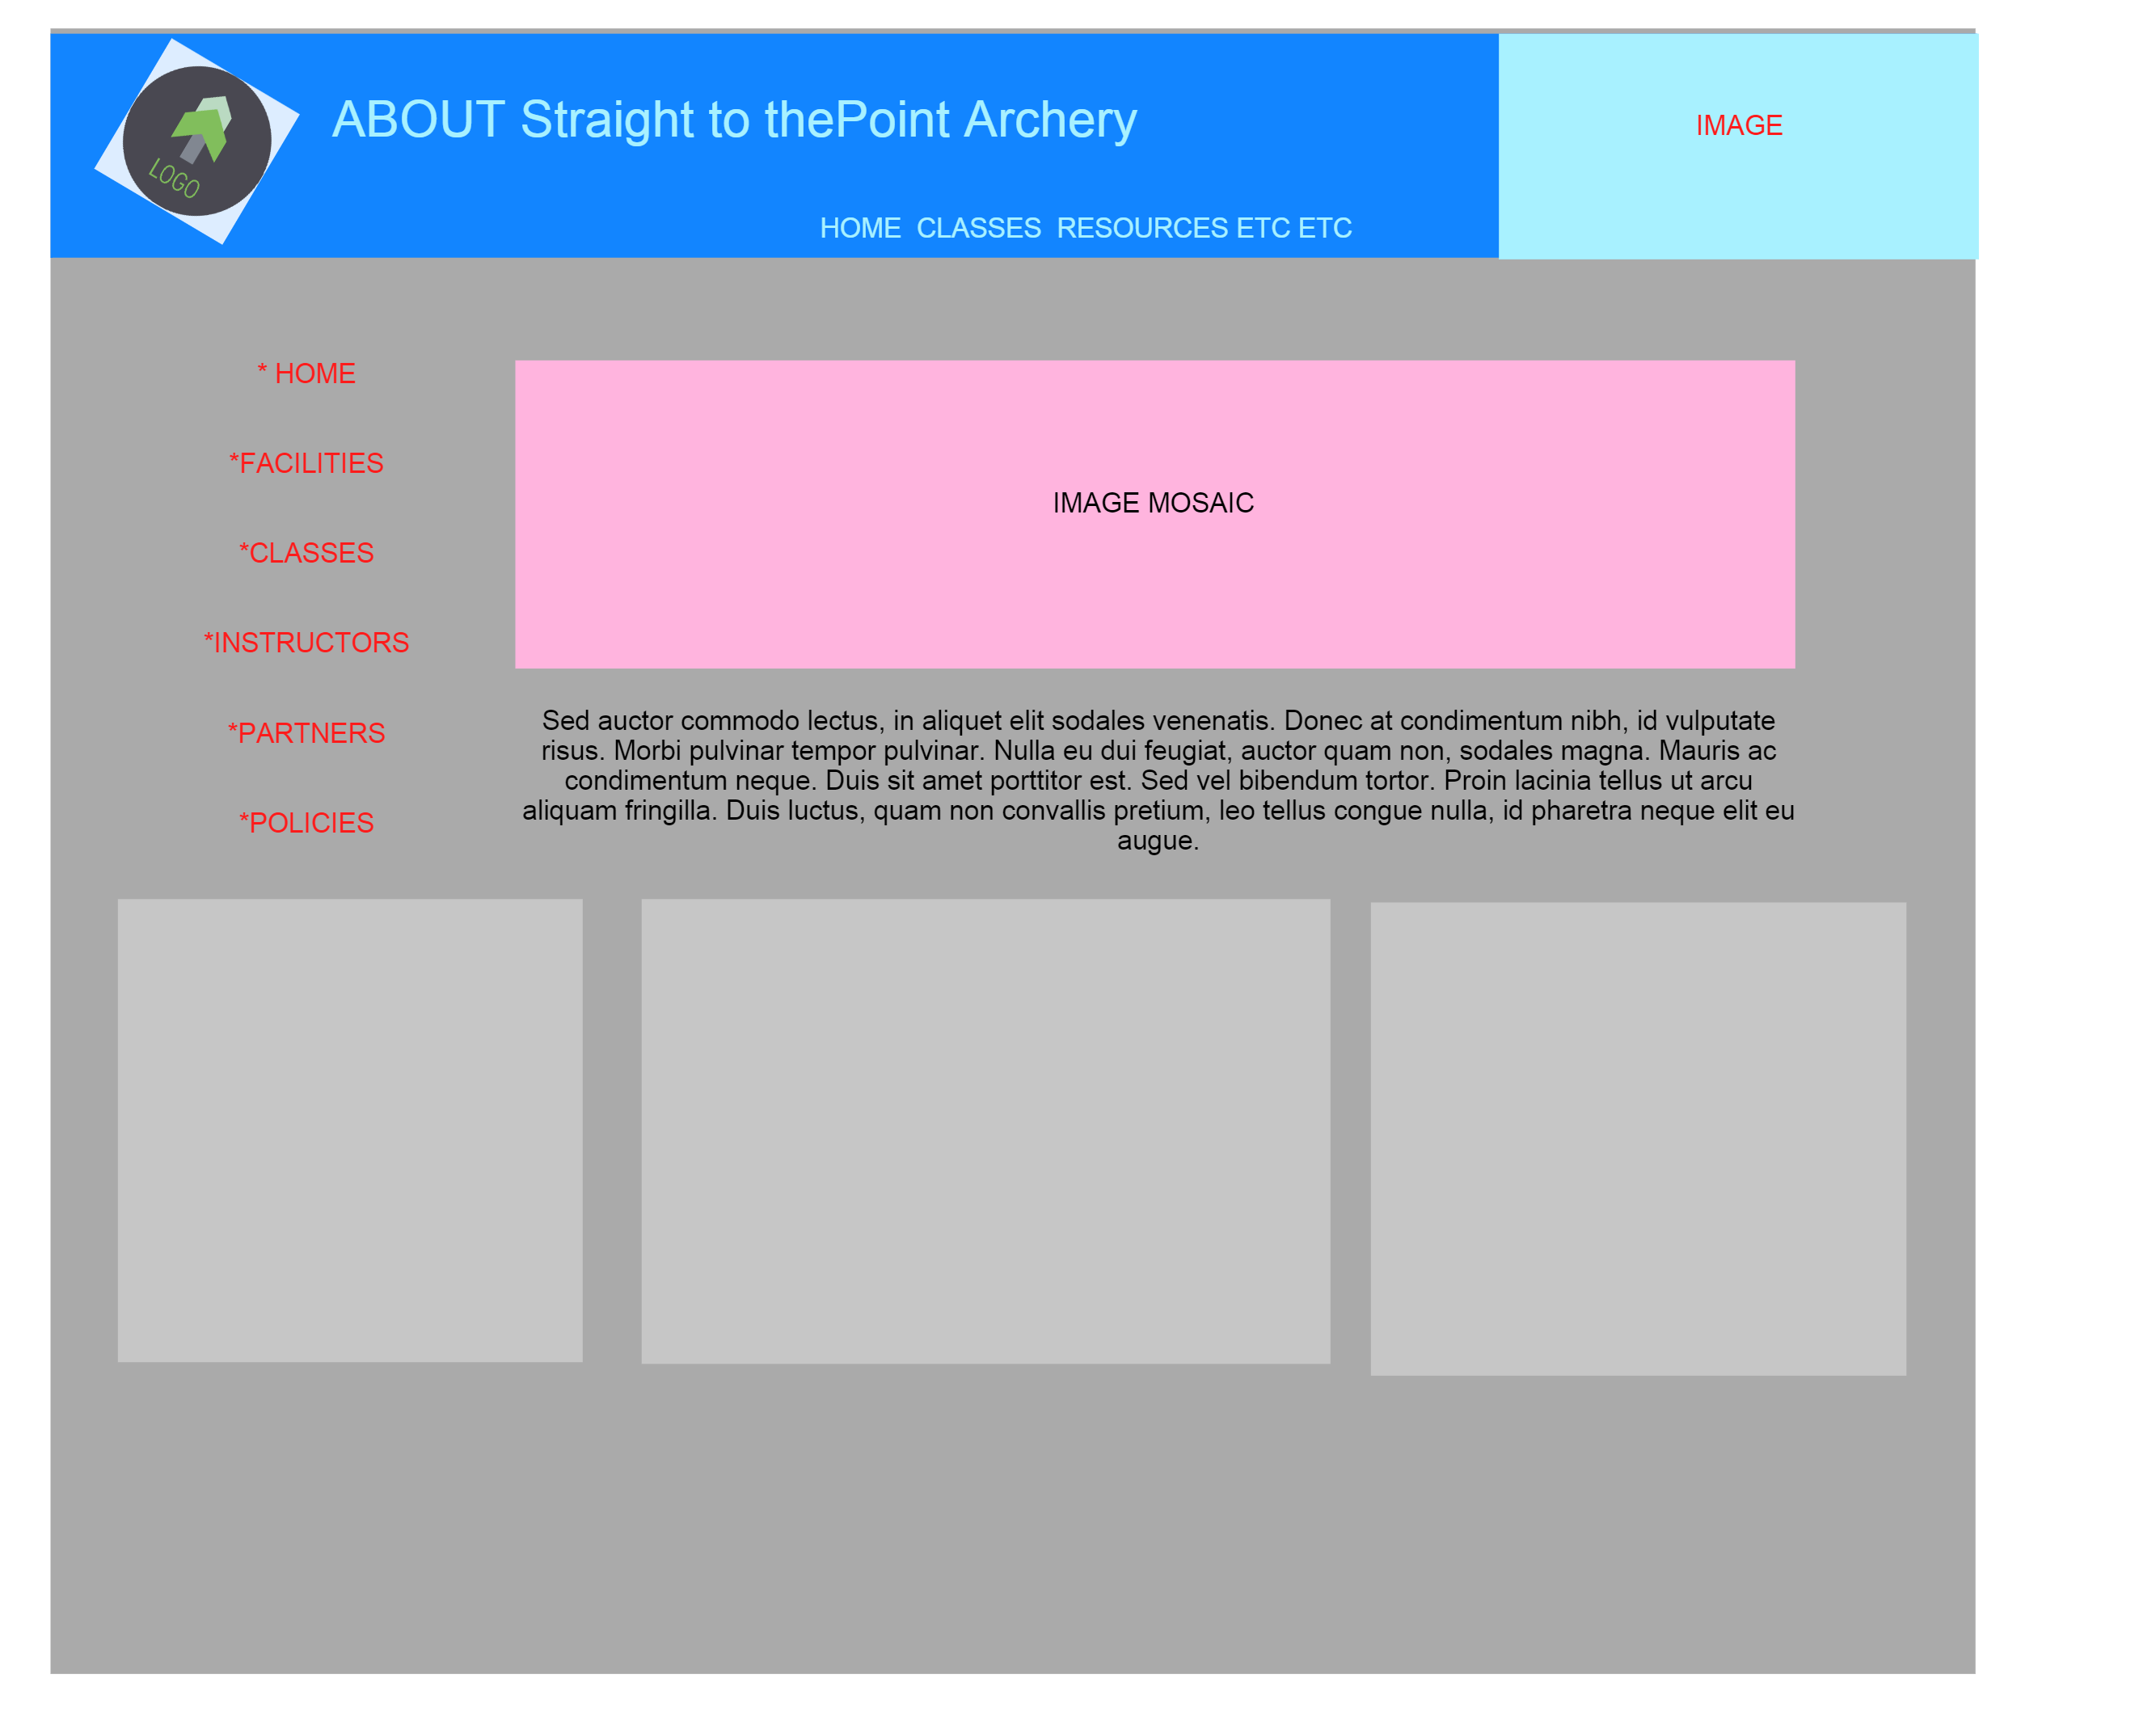 LOGO
ABOUT Straight to thePoint Archery
IMAGE
HOME  CLASSES  RESOURCES ETC ETC
* HOME
*FACILITIES
*CLASSES
*INSTRUCTORS
*PARTNERS
*POLICIES
IMAGE MOSAIC
Sed auctor commodo lectus, in aliquet elit sodales venenatis. Donec at condimentum nibh, id vulputate
risus. Morbi pulvinar tempor pulvinar. Nulla eu dui feugiat, auctor quam non, sodales magna. Mauris ac
condimentum neque. Duis sit amet porttitor est. Sed vel bibendum tortor. Proin lacinia tellus ut arcu
aliquam fringilla. Duis luctus, quam non convallis pretium, leo tellus congue nulla, id pharetra neque elit eu
augue.